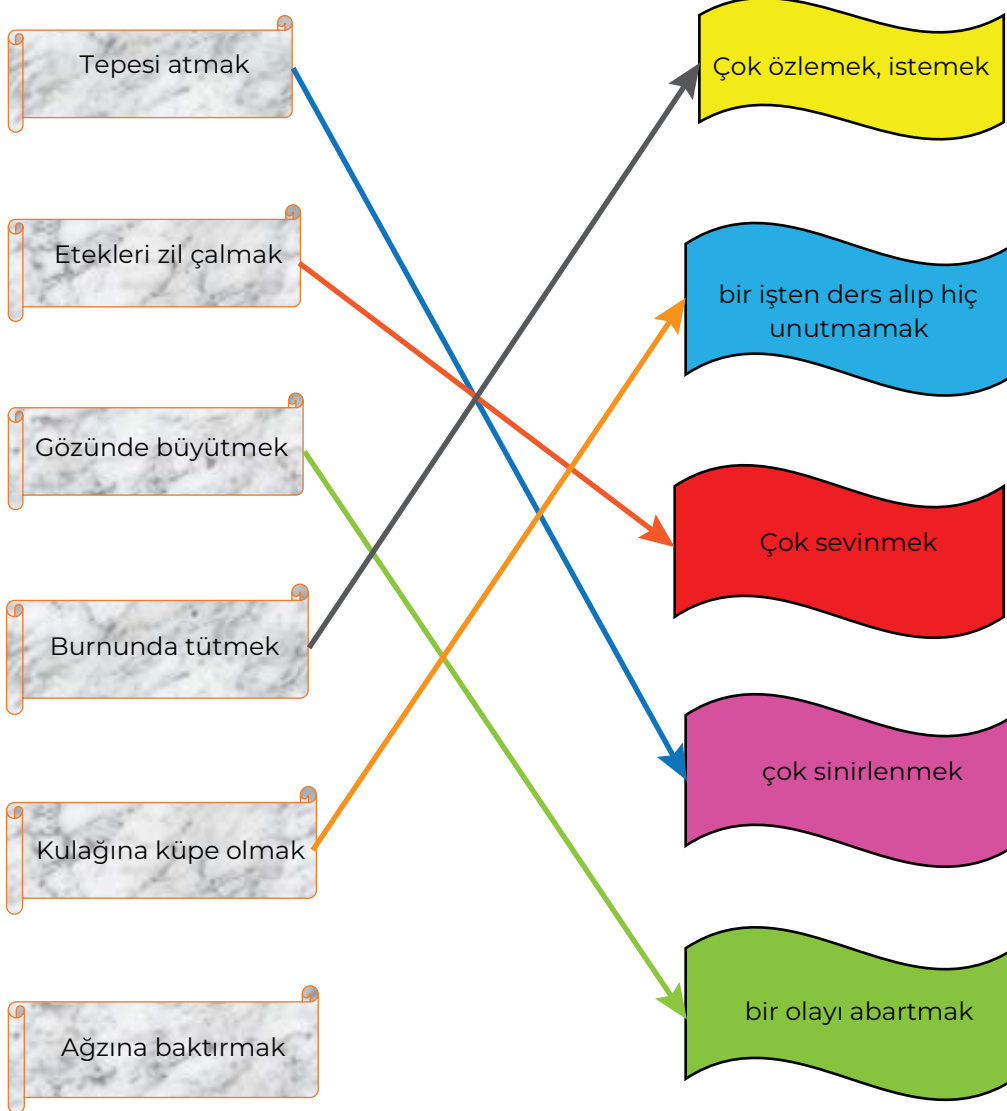 Tepesi atmak
Çok özlemek, istemek
Etekleri zil çalmak
bir işten ders alıp hiç
unutmamak
Gözünde büyütmek
Çok sevinmek
Burnunda tütmek
çok sinirlenmek
Kulağına küpe olmak
bir olayı abartmak
Ağzına baktırmak